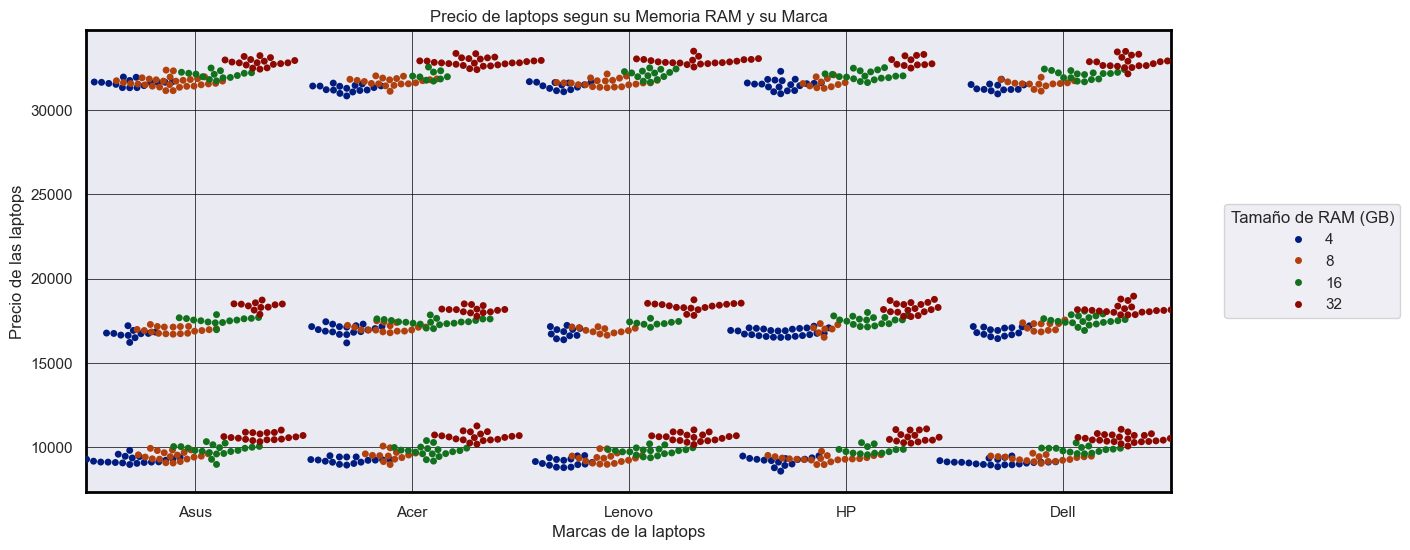 Precio de laptops segun su Memoria RAM y su Marca
Precio de las laptops
30000
25000
20000
15000
10000
Asus Acer Lenovo HP Dell
Marcas de la laptops
Tamaño de RAM (GB)
4
8
16
32